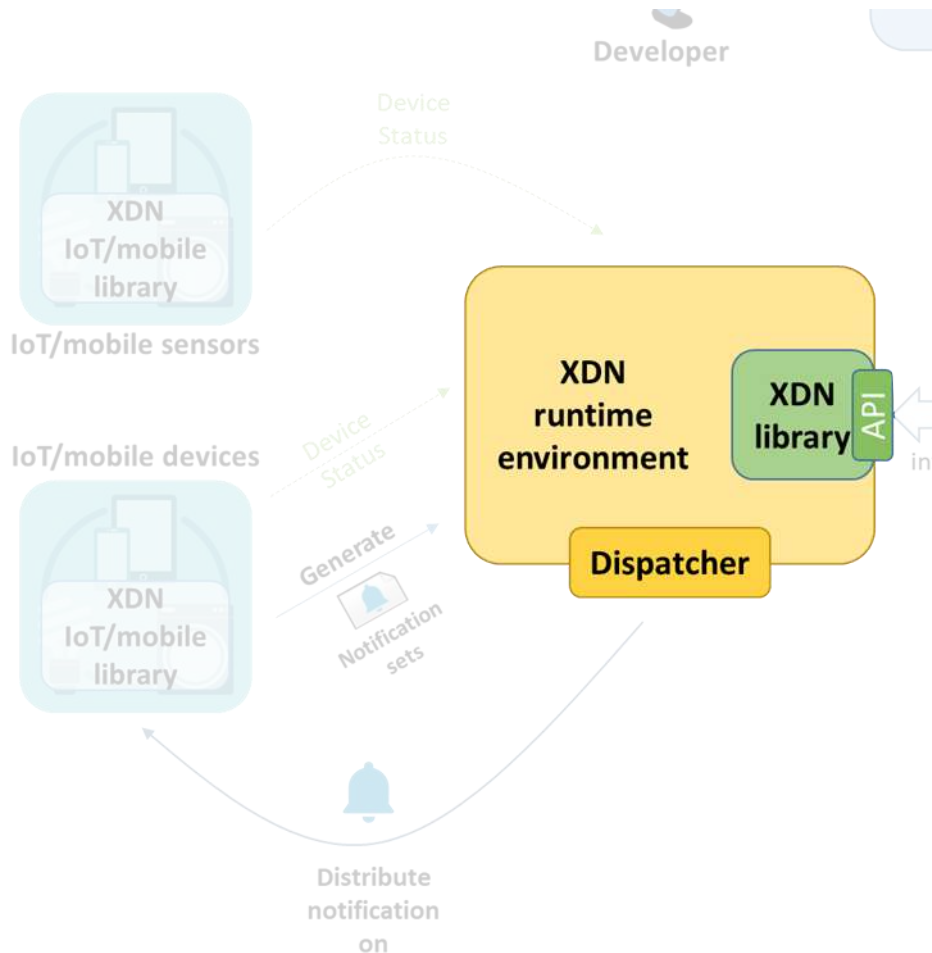 Developer
Device
Status
XDN
IoT/mobile
library
IoT/mobile sensors
XDN
runtime
environment
XDN
library
API
in
Dispatcher
IoT/mobile devices
Device
Status
XDN
IoT/mobile
library
Generate
Notification
sets
Distribute
notification
on